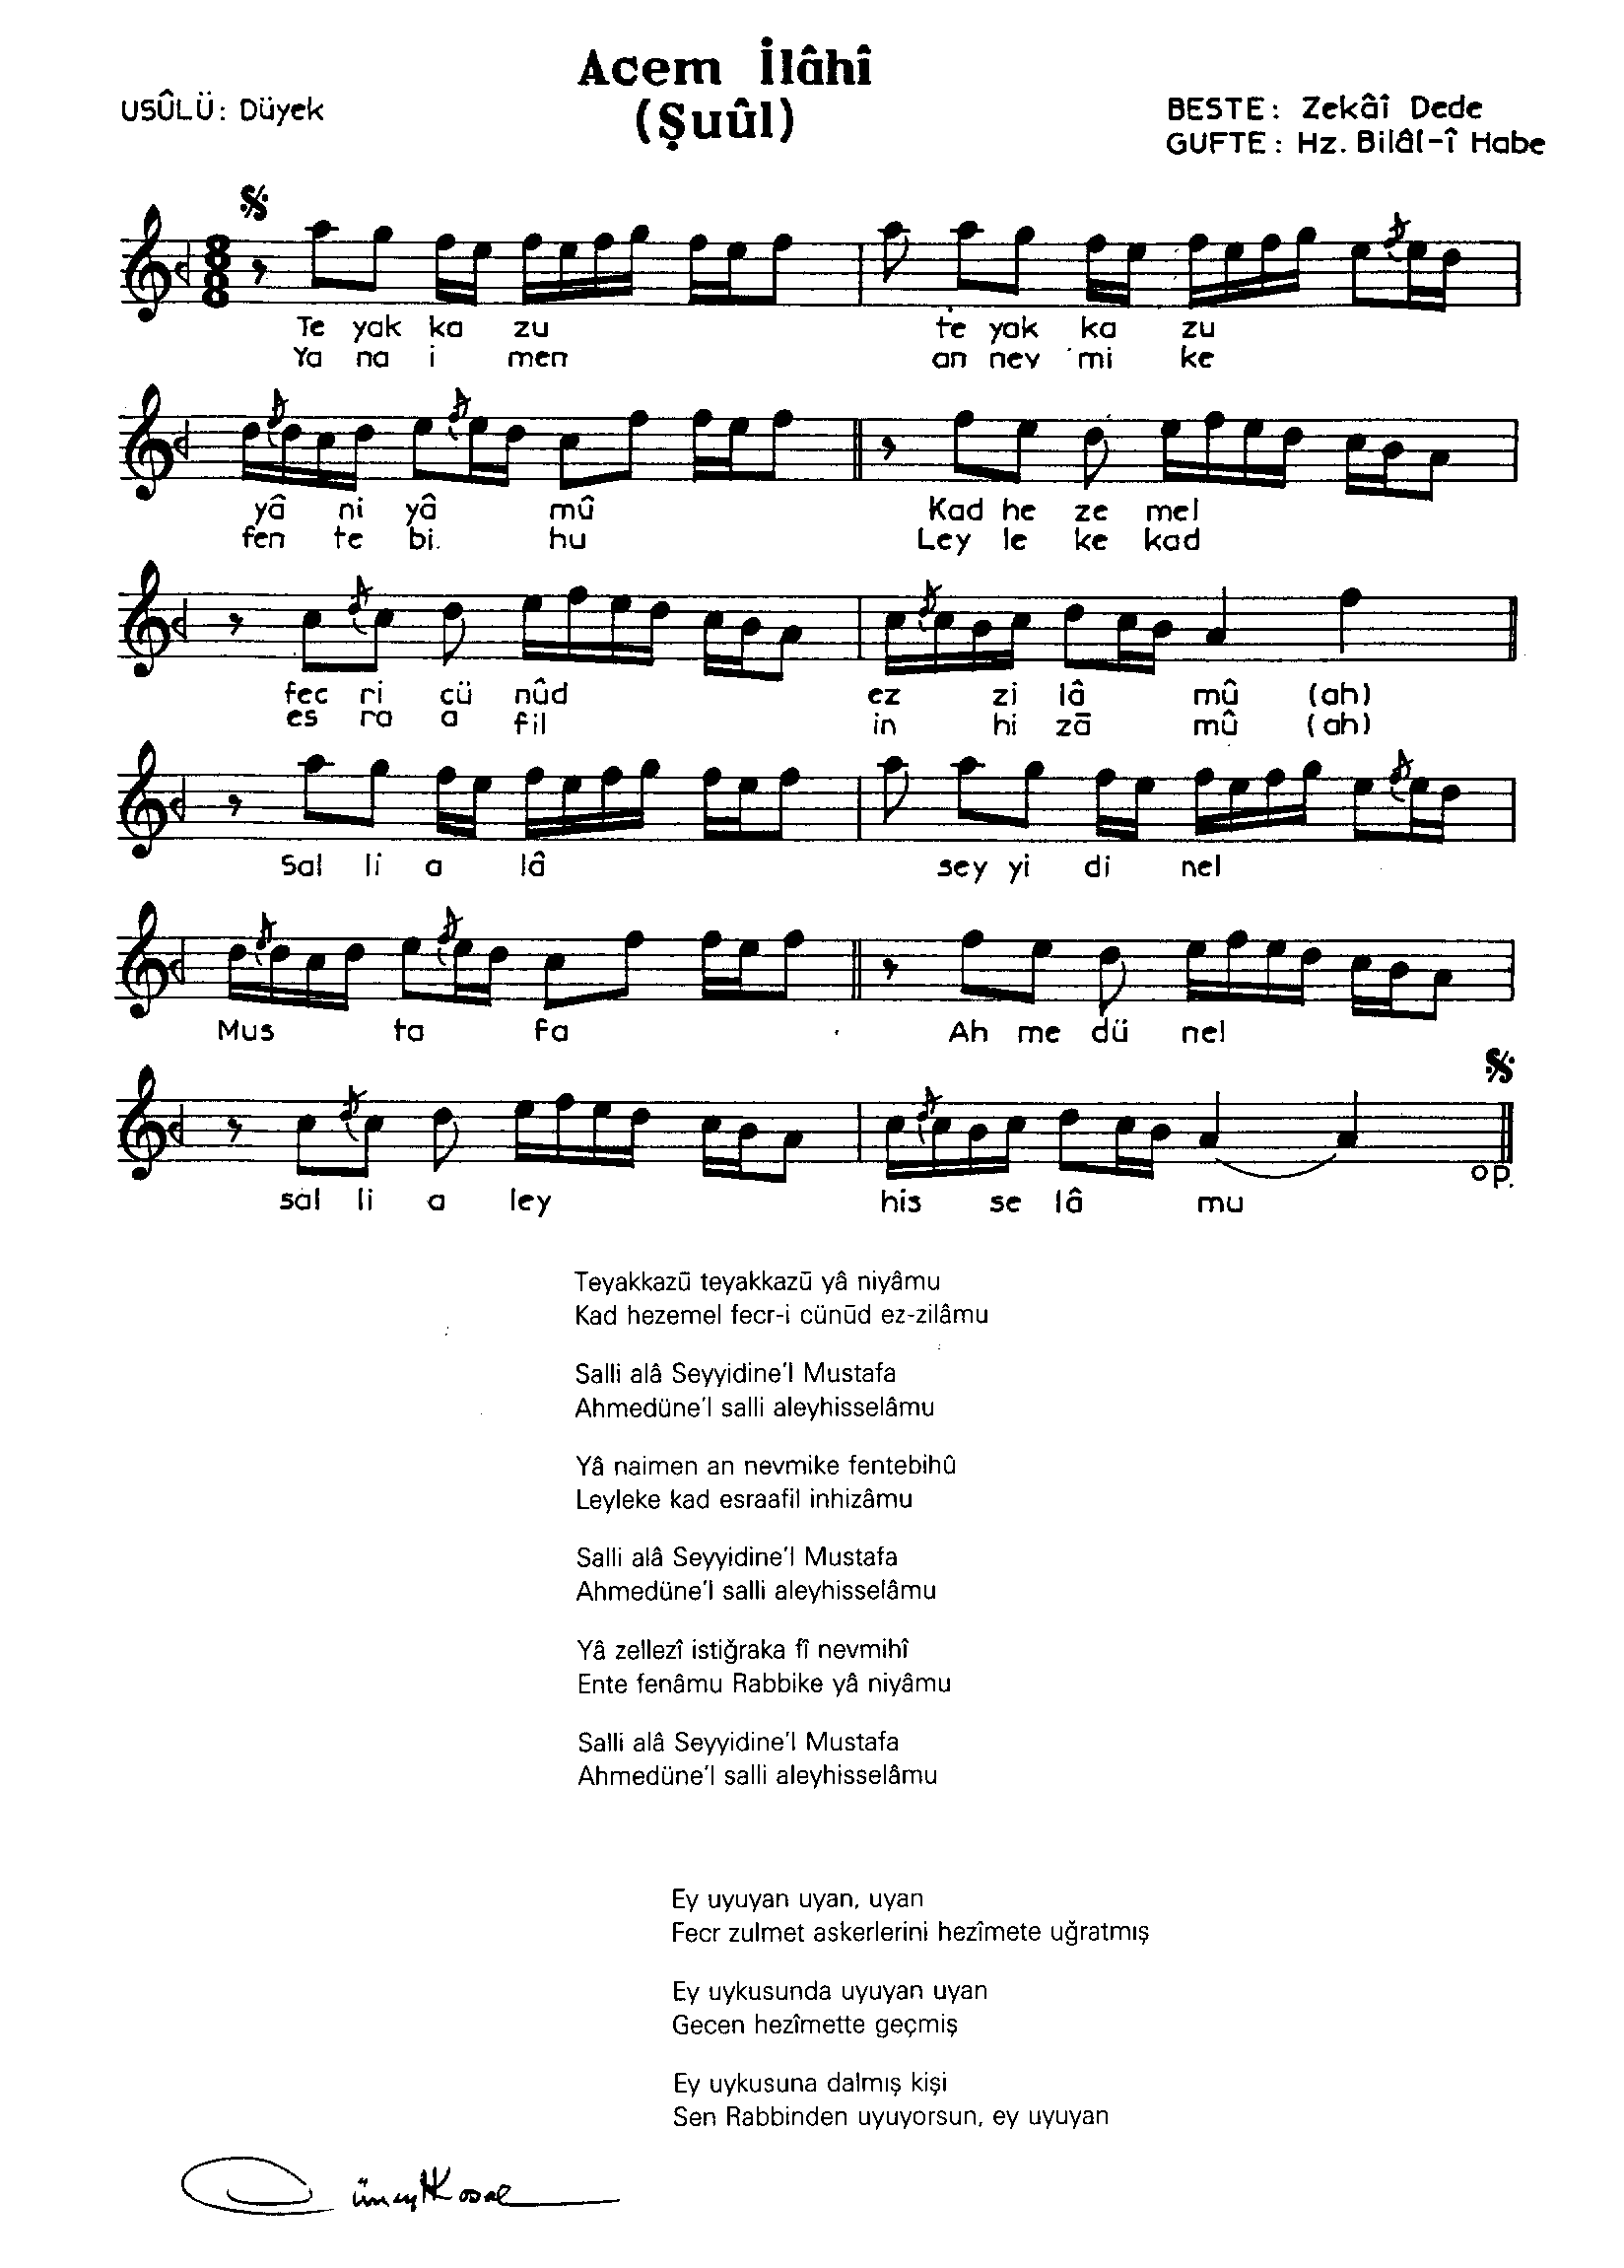 Acem İlâhî
(Şuûl)
USÛLÜ: Düyek
BESTE: Zekâî Dede
GUFTE: Hz. Bilâl-î Habe
Te yak ka zu te yak ka zu
Ya na i men an nev mi ke
yâ ni yâ mû Kad he ze mel
fen te bi. hu Ley le ke kad
fec ri cü nûd ez zi lâ mû (ah)
es ra a fil in hi zā mû (ah)
Sal li a lâ sey yi di nel
Mus ta fa Ah me dü nel
sal li a ley his se lâ mu
Teyakkazū teyakkazū yâ niyâmu
Kad hezemel fecr-i cünūd ez-zilâmu
Salli alâ Seyyidine'l Mustafa
Ahmedüne'l salli aleyhisselâmu
Yâ naimen an nevmike fentebihû
Leyleke kad esraafil inhizâmu
Salli alâ Seyyidine'l Mustafa
Ahmedüne'l salli aleyhisselâmu
Yâ zellezî istiğraka fî nevmihî
Ente fenâmu Rabbike yâ niyâmu
Salli alâ Seyyidine'l Mustafa
Ahmedüne'l salli aleyhisselâmu
Ey uyuyan uyan, uyan
Fecr zulmet askerlerini hezîmete uğratmış
Ey uykusunda uyuyan uyan
Gecen hezîmette geçmiş
Ey uykusuna dalmış kişi
Sen Rabbinden uyuyorsun, ey uyuyan